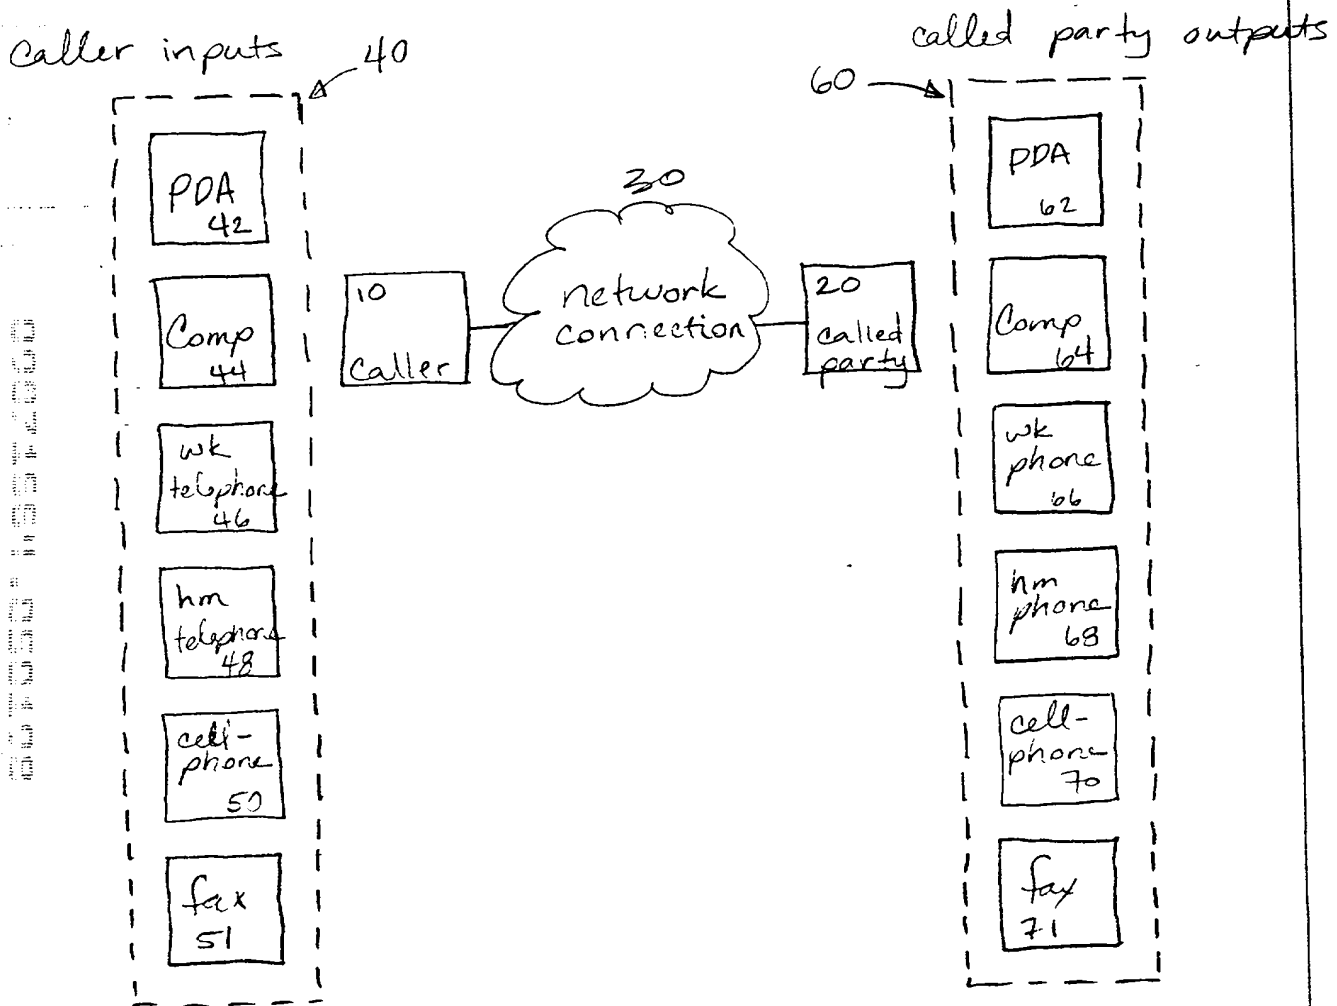 caller inputs
40
PDA
42
Comp
44
wk
telephone
46
hm
telephone
48
cell-
phone
50
fax
51
10
caller
30
network
connection
20
called
party
called party outputs
60
PDA
62
Comp
64
wk
phone
66
hm
phone
68
cell-
phone
70
fax
71